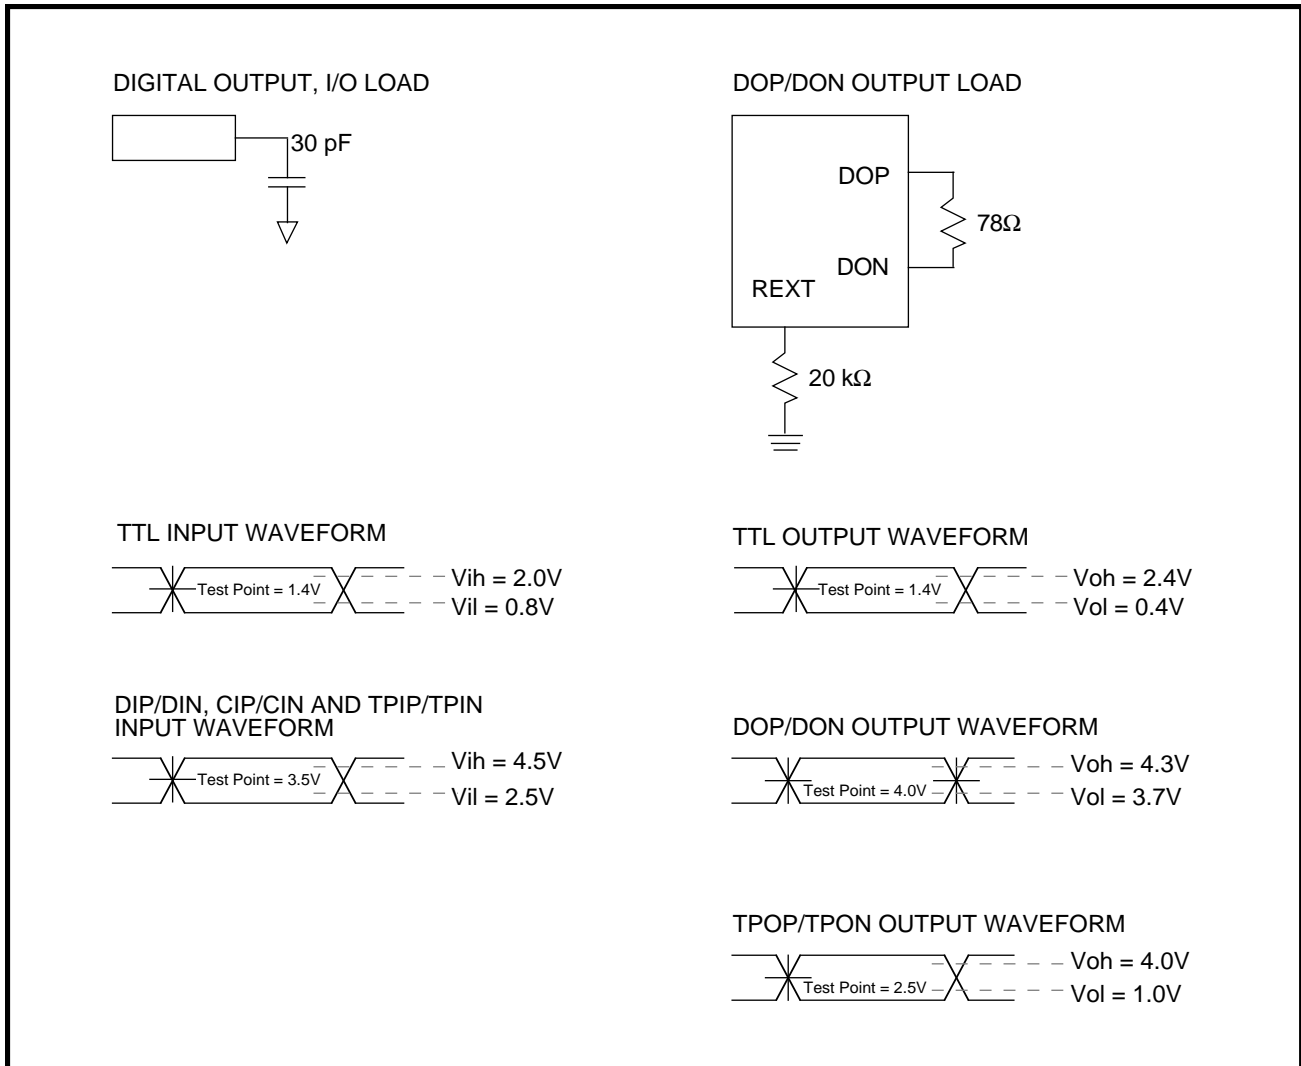 DIGITAL OUTPUT, I/O LOAD
30 pF
DOP/DON OUTPUT LOAD
DOP
78Ω
DON
REXT
20 kΩ
TTL INPUT WAVEFORM
Test Point = 1.4V
Vih = 2.0V
Vil = 0.8V
TTL OUTPUT WAVEFORM
Test Point = 1.4V
Voh = 2.4V
Vol = 0.4V
DIP/DIN, CIP/CIN AND TPIP/TPIN
INPUT WAVEFORM
Test Point = 3.5V
Vih = 4.5V
Vil = 2.5V
DOP/DON OUTPUT WAVEFORM
Test Point = 4.0V
Voh = 4.3V
Vol = 3.7V
TPOP/TPON OUTPUT WAVEFORM
Test Point = 2.5V
Voh = 4.0V
Vol = 1.0V